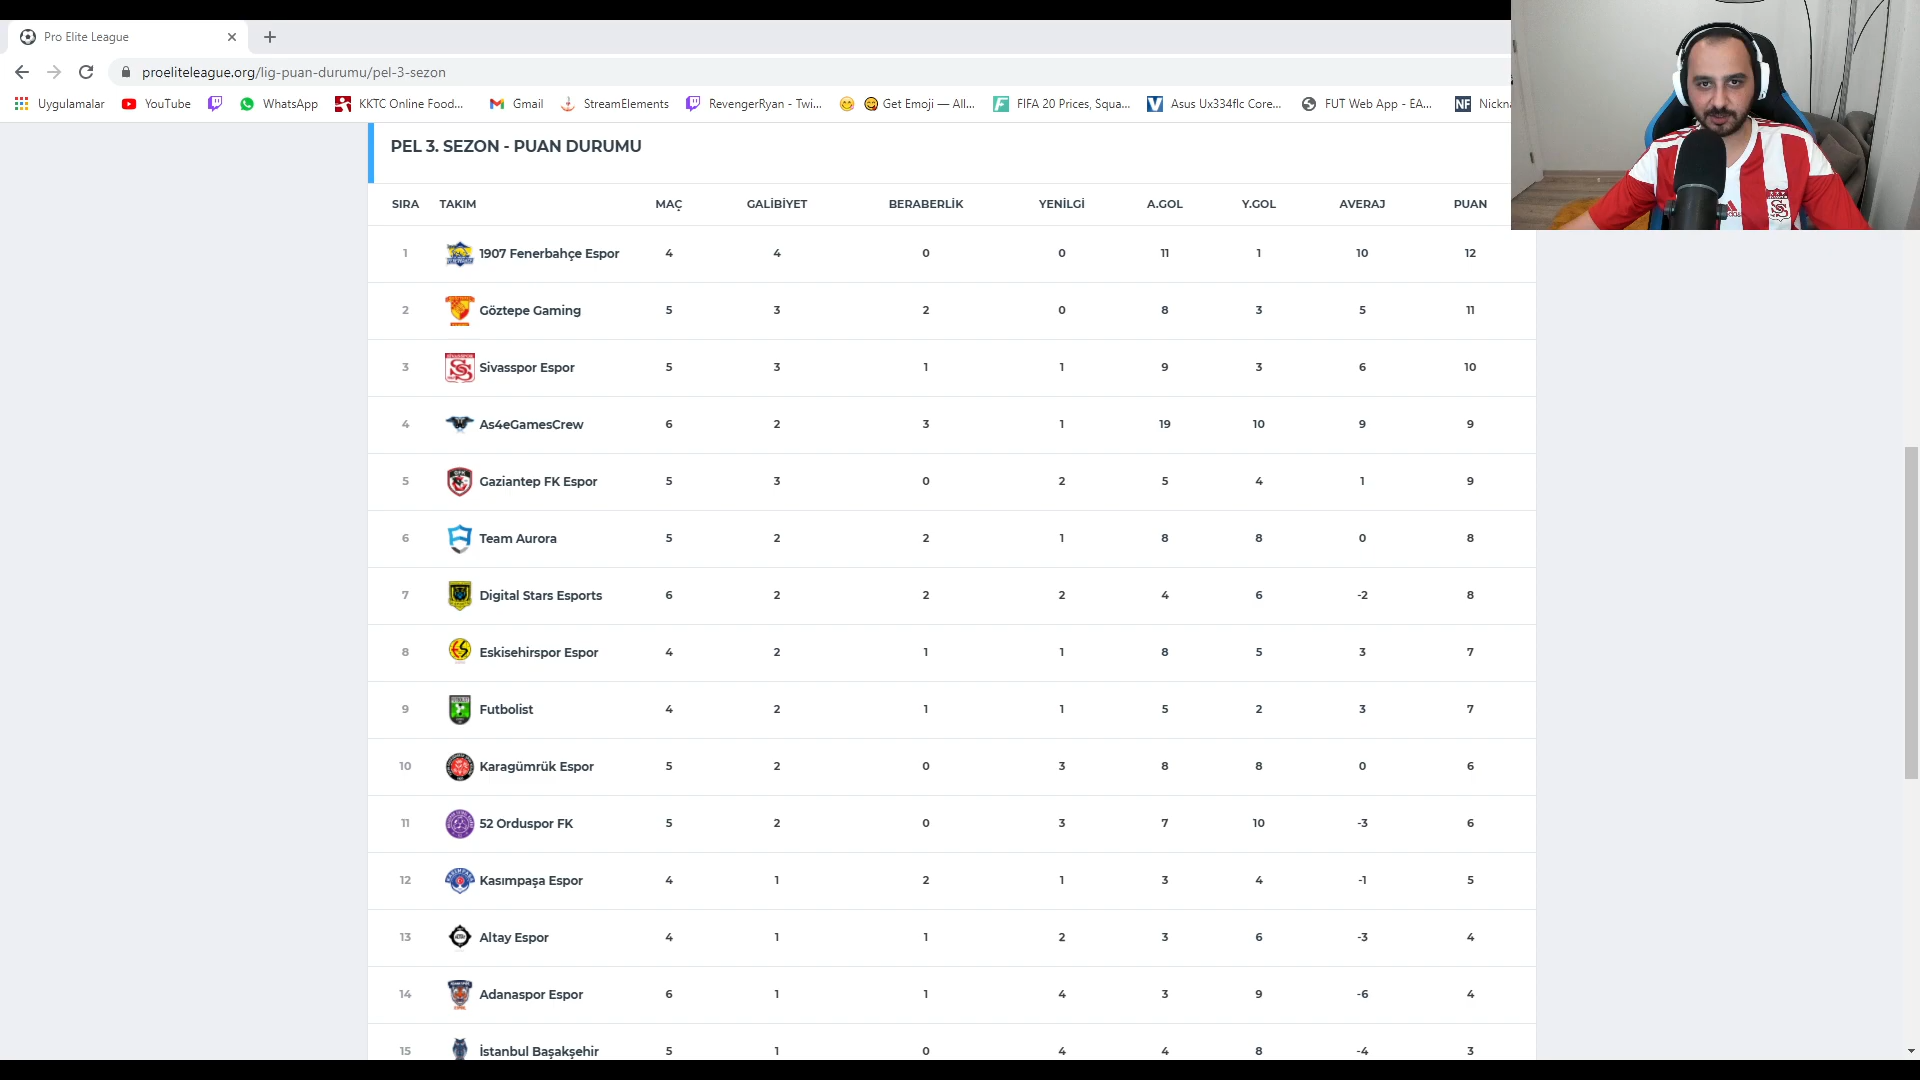 Pro Elite League
proeliteleague.org/lig-puan-durumu/pel-3-sezon
Uygulamalar YouTube WhatsApp KKTC Online Food... Gmail StreamElements RevengerRyan - Twi... Get Emoji — All... FIFA 20 Prices, Squa... Asus Ux334flc Core... FUT Web App - EA... NF
PEL 3. SEZON - PUAN DURUMU
SIRA TAKIM MAÇ GALİBİYET BERABERLİK YENİLGİ A.GOL Y.GOL AVERAJ PUAN
1 1907 Fenerbahçe Espor 4 4 0 0 11 1 10 12
2 Göztepe Gaming 5 3 2 0 8 3 5 11
3 Sivasspor Espor 5 3 1 1 9 3 6 10
4 As4eGamesCrew 6 2 3 1 19 10 9 9
5 Gaziantep FK Espor 5 3 0 2 5 4 1 9
6 Team Aurora 5 2 2 1 8 8 0 8
7 Digital Stars Esports 6 2 2 2 4 6 -2 8
8 Eskisehirspor Espor 4 2 1 1 8 5 3 7
9 Futbolist 4 2 1 1 5 2 3 7
10 Karagümrük Espor 5 2 0 3 8 8 0 6
11 52 Orduspor FK 5 2 0 3 7 10 -3 6
12 Kasımpaşa Espor 4 1 2 1 3 4 -1 5
13 Altay Espor 4 1 1 2 3 6 -3 4
14 Adanaspor Espor 6 1 1 4 3 9 -6 4
15 İstanbul Başakşehir 5 1 0 4 4 8 -4 3